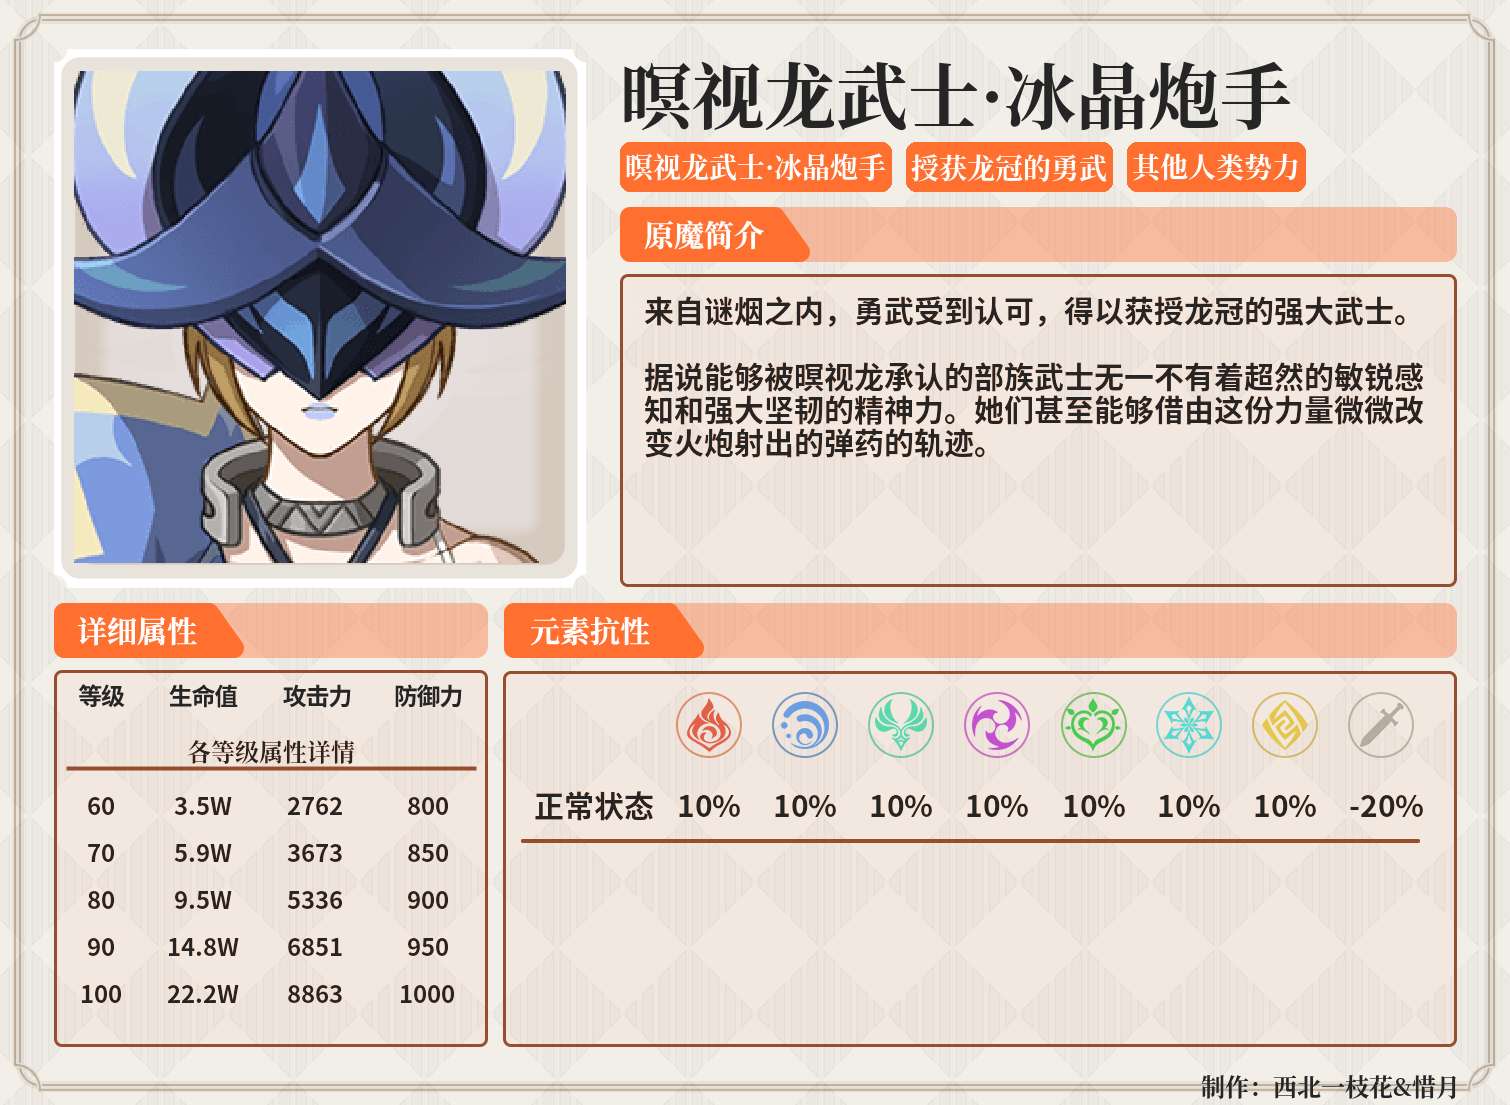 暝视龙武士·冰晶炮手
暝视龙武士·冰晶炮手 授获龙冠的勇武 其他人类势力
原魔简介
来自谜烟之内，勇武受到认可，得以获授龙冠的强大武士。
据说能够被暝视龙承认的部族武士无一不有着超然的敏锐感
知和强大坚韧的精神力。她们甚至能够借由这份力量微微改
变火炮射出的弹药的轨迹。
详细属性
等级 生命值 攻击力 防御力
各等级属性详情
60 3.5W 2762 800
70 5.9W 3673 850
80 9.5W 5336 900
90 14.8W 6851 950
100 22.2W 8863 1000
元素抗性
正常状态 10% 10% 10% 10% 10% 10% 10% -20%
制作：西北一枝花&惜月